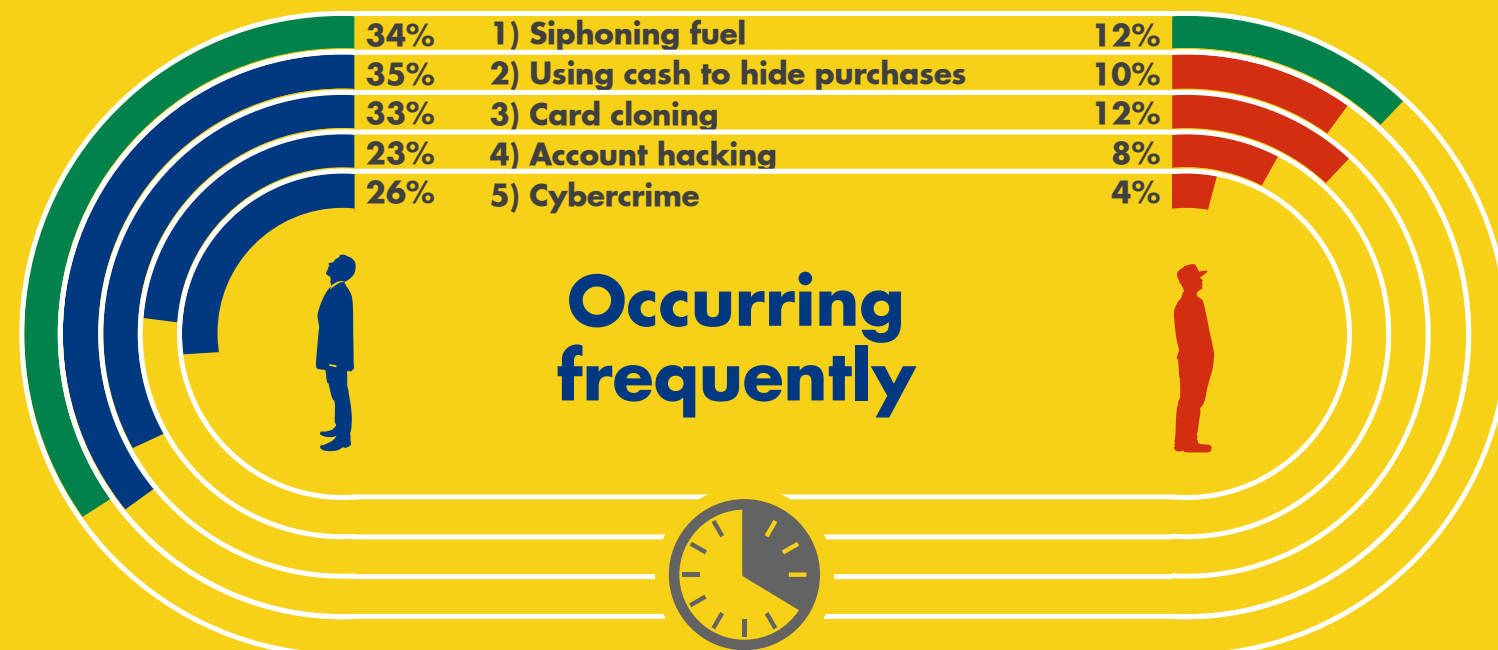 34% 1) Siphoning fuel 12%
35% 2) Using cash to hide purchases 10%
33% 3) Card cloning 12%
23% 4) Account hacking 8%
26% 5) Cybercrime 4%
Occurring
frequently